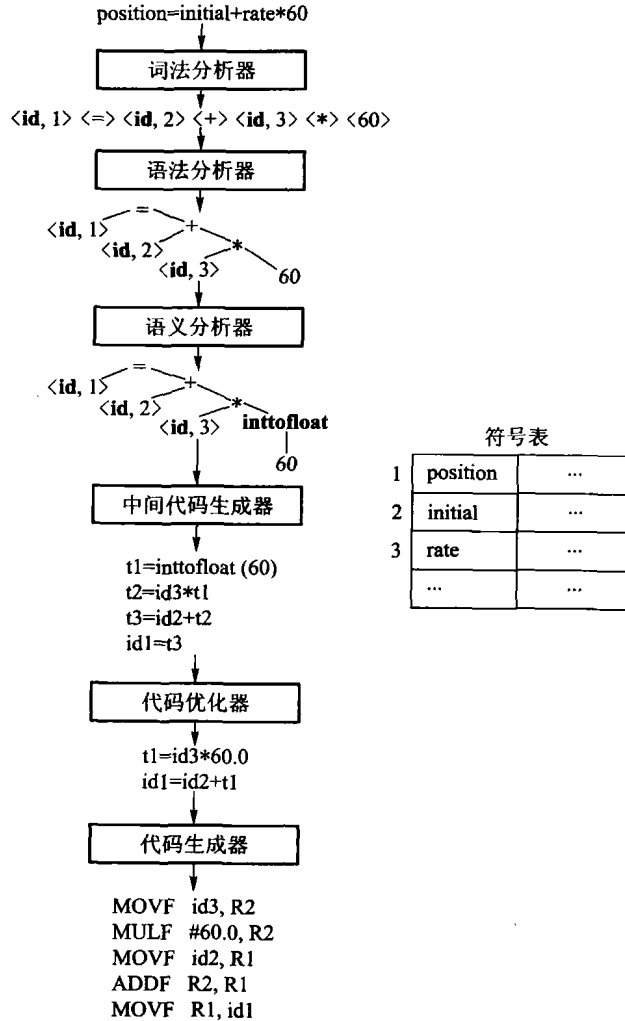 position=initial+rate*60
词法分析器
<id, 1> <=> <id, 2> <+> <id, 3> <*> <60>
语法分析器
=
<id, 1> +
<id, 2> *
<id, 3> 60
语义分析器
=
<id, 1> +
<id, 2> *
<id, 3> inttofloat
60
中间代码生成器
t1=inttofloat (60)
t2=id3*t1
t3=id2+t2
id1=t3
代码优化器
t1=id3*60.0
id1=id2+t1
代码生成器
MOVF id3, R2
MULF #60.0, R2
MOVF id2, R1
ADDF R2, R1
MOVF R1, id1
符号表
1 position ...
2 initial ...
3 rate ...
... ...